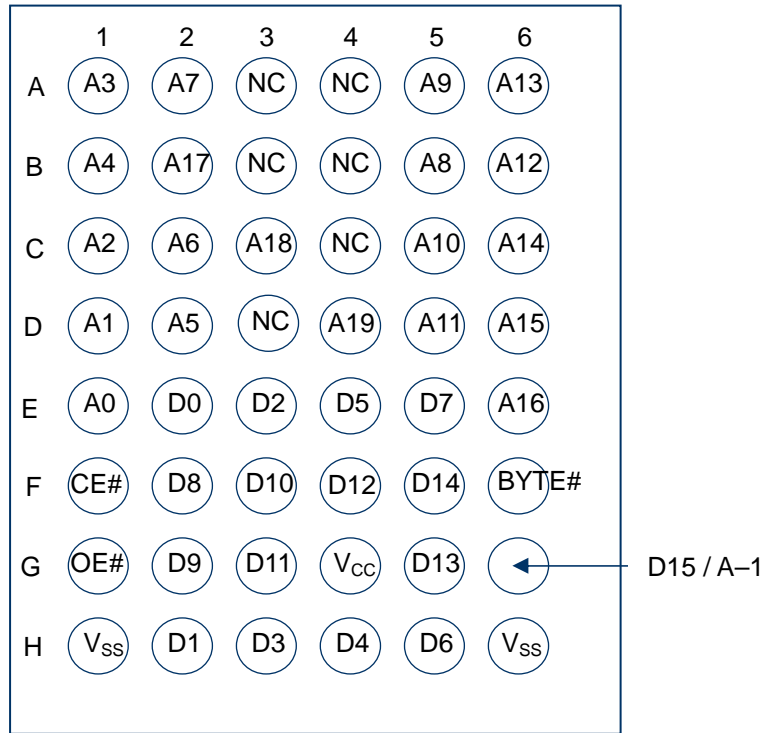 1 2 3 4 5 6
A A3 A7 NC NC A9 A13
B A4 A17 NC NC A8 A12
C A2 A6 A18 NC A10 A14
D A1 A5 NC A19 A11 A15
E A0 D0 D2 D5 D7 A16
F CE# D8 D10 D12 D14 BYTE#
G OE# D9 D11 VCC D13 D15 / A–1
H VSS D1 D3 D4 D6 VSS